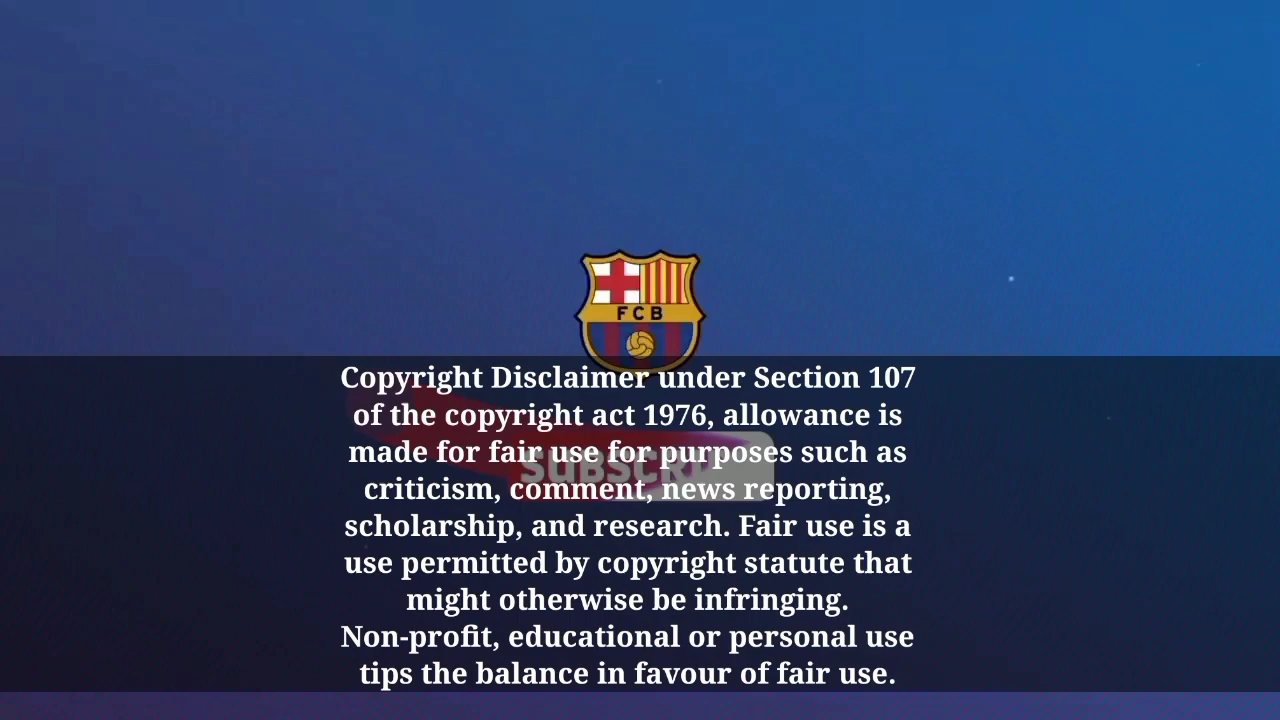 FCB
Copyright Disclaimer under Section 107
of the copyright act 1976, allowance is
made for fair use for purposes such as
SUBSCRI
criticism, comment, news reporting,
scholarship, and research. Fair use is a
use permitted by copyright statute that
might otherwise be infringing.
Non-profit, educational or personal use
tips the balance in favour of fair use.